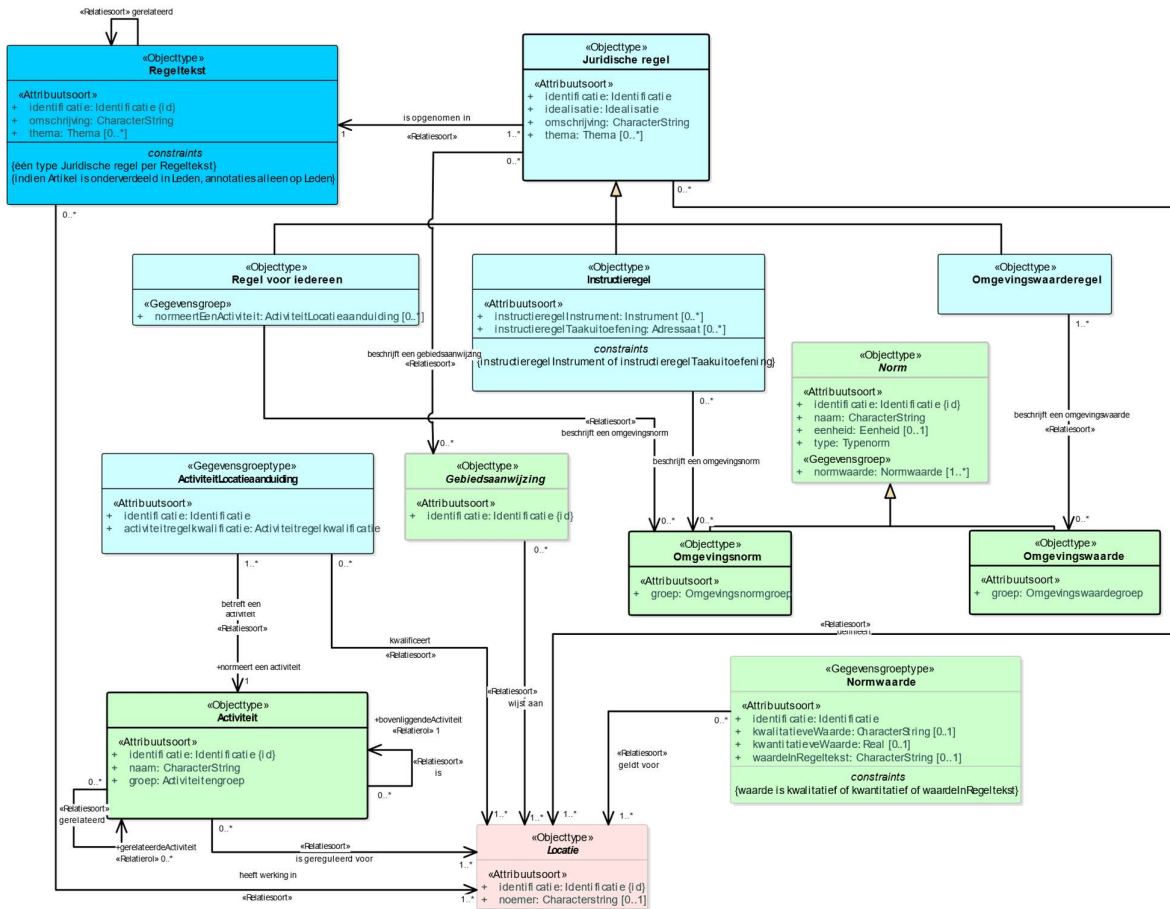 «Relatiesoort» gerelateerd
«Objecttype»
Regeltekst
«Attribuutsoort»
+ identificatie: Identificatie {id}
+ omschrijving: CharacterString
+ thema: Thema [0..*]
constraints
{één type Juridische regel per Regeltekst}
{indien Artikel is onderverdeeld in Leden, annotaties alleen op Leden}
0..*
1
is opgenomen in
«Relatiesoort»
1..*
0..*
«Objecttype»
Juridische regel
«Attribuutsoort»
+ identificatie: Identificatie
+ idealisatie: Idealisatie
+ omschrijving: CharacterString
+ thema: Thema [0..*]
0..*
«Objecttype»
Regel voor iedereen
«Gegevensgroep»
+ normeertEenActiviteit: ActiviteitLocatieaanduiding [0..*]
0..*
«Objecttype»
Instructieregel
«Attribuutsoort»
+ instructieregelInstrument: Instrument [0..*]
+ instructieregelTaakuitoefening: Adressaat [0..*]
constraints
{instructieregelInstrument of instructieregelTaakuitoefening}
0..*
«Objecttype»
Omgevingswaarderegel
1..*
beschrijft een gebiedsaanwijzing
«Relatiesoort»
0..*
«Relatiesoort»
beschrijft een omgevingsnorm
0..*
beschrijft een omgevingsnorm
0..*
«Objecttype»
Norm
«Attribuutsoort»
+ identificatie: Identificatie {id}
+ naam: CharacterString
+ eenheid: Eenheid [0..1]
+ type: Typenorm
«Gegevensgroep»
+ normwaarde: Normwaarde [1..*]
beschrijft een omgevingswaarde
«Relatiesoort»
0..*
«Gegevensgroeptype»
ActiviteitLocatieaanduiding
«Attribuutsoort»
+ identificatie: Identificatie
+ activiteitregelkwalificatie: Activiteitregelkwalificatie
1..*
0..*
«Objecttype»
Gebiedsaanwijzing
«Attribuutsoort»
+ identificatie: Identificatie {id}
0..*
«Objecttype»
Omgevingsnorm
«Attribuutsoort»
+ groep: Omgevingsnormgroep
«Objecttype»
Omgevingswaarde
«Attribuutsoort»
+ groep: Omgevingswaardegroep
betreft een
activiteit
«Relatiesoort»
+normeert een activiteit
1
kwalificeert
«Relatiesoort»
1..*
«Relatiesoort»
wijst aan
1..*
«Relatiesoort»
1..*
«Gegevensgroeptype»
Normwaarde
«Attribuutsoort»
+ identificatie: Identificatie
+ kwalitatieveWaarde: CharacterString [0..1]
+ kwantitatieveWaarde: Real [0..1]
+ waardeInRegeltekst: CharacterString [0..1]
constraints
{waarde is kwalitatief of kwantitatief of waardeInRegeltekst}
0..*
«Relatiesoort»
geldt voor
1..*
«Objecttype»
Activiteit
«Attribuutsoort»
+ identificatie: Identificatie {id}
+ naam: CharacterString
+ groep: Activiteitengroep
+bovenliggendeActiviteit
«Relatierol» 1
«Relatiesoort»
is
0..*
0..*
«Relatiesoort»
gerelateerd
+gerelateerdeActiviteit
«Relatierol» 0..*
0..*
«Relatiesoort»
is gereguleerd voor
1..*
heeft werking in
«Relatiesoort»
1..*
«Objecttype»
Locatie
«Attribuutsoort»
+ identificatie: Identificatie {id}
+ noemer: Characterstring [0..1]